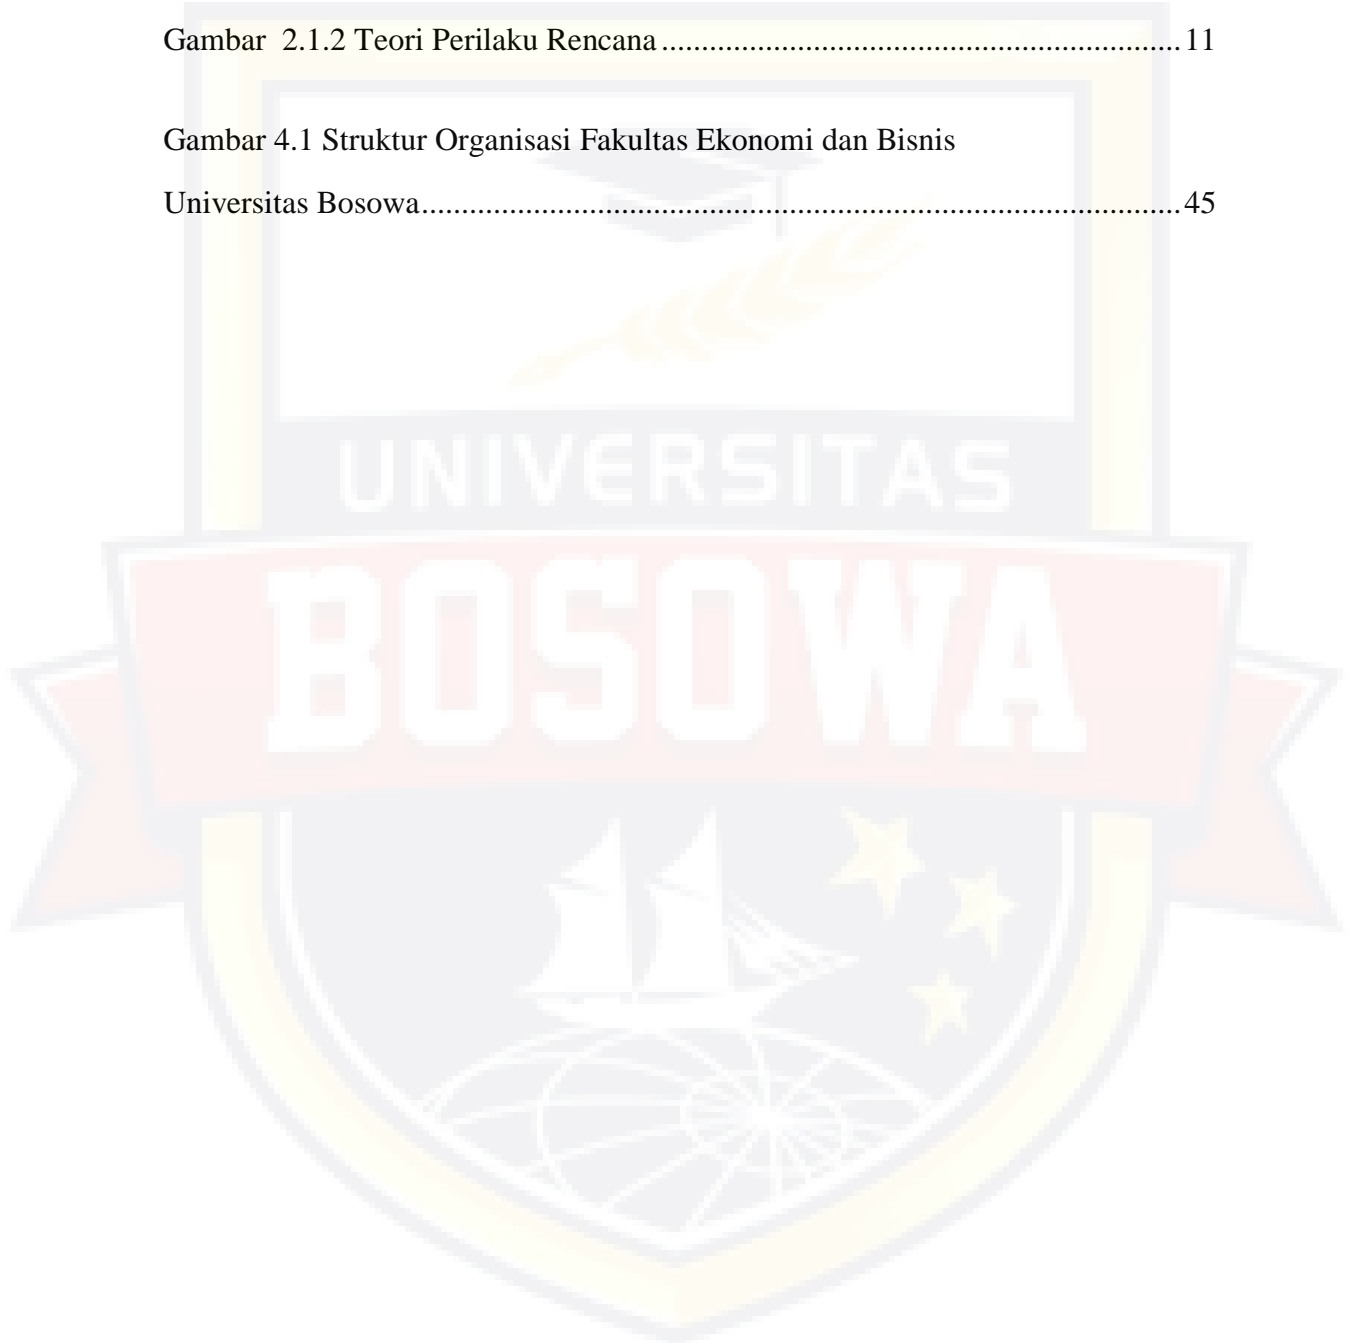 Gambar  2.1.2 Teori Perilaku Rencana................................................................11
Gambar 4.1 Struktur Organisasi Fakultas Ekonomi dan Bisnis
Universitas Bosowa..............................................................................................45
UNIVERSITAS
BOSOWA